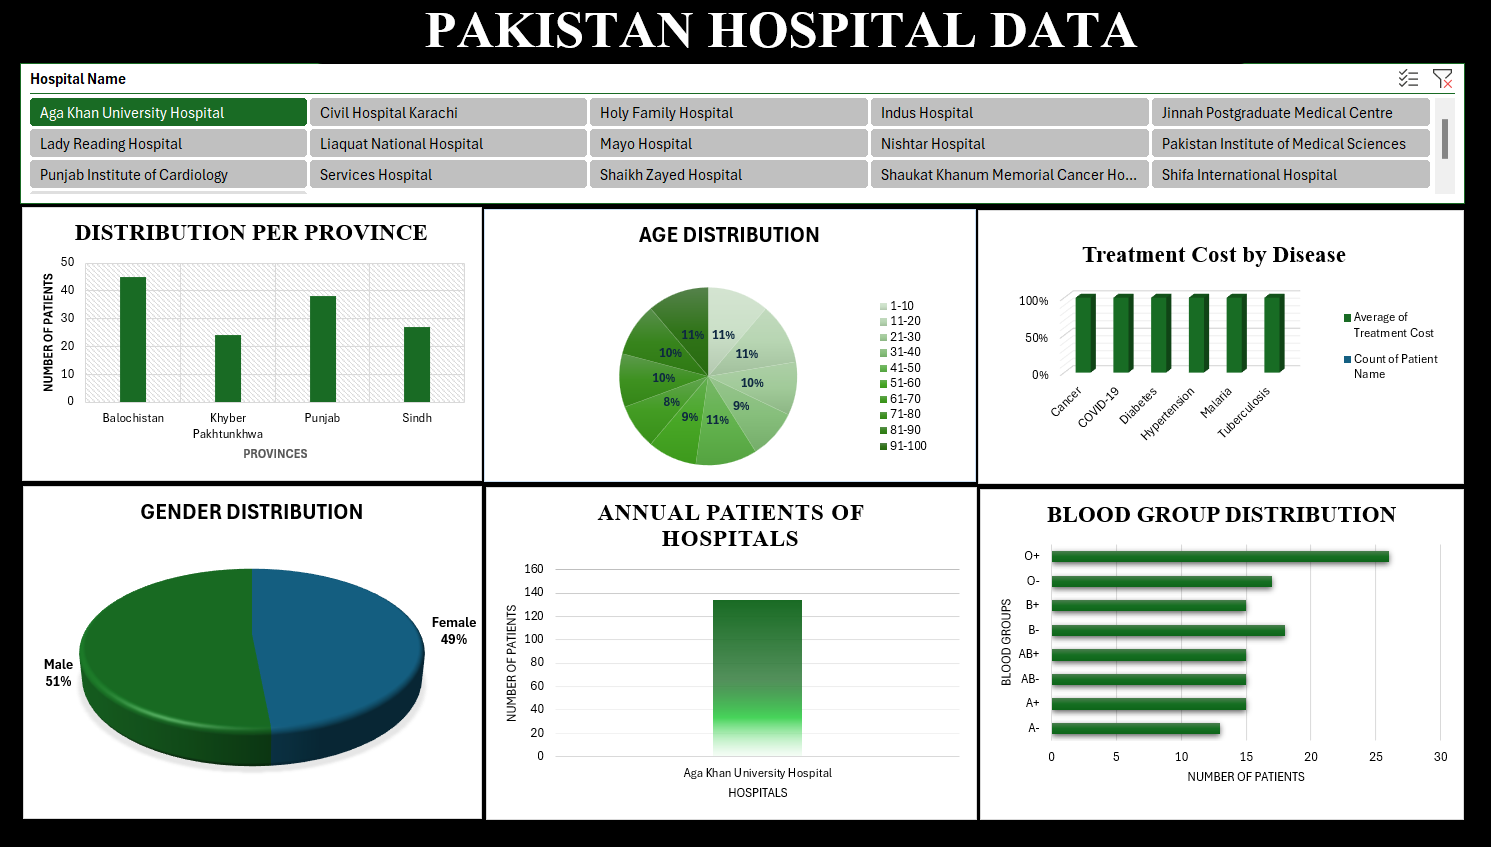 PAKISTAN HOSPITAL DATA
Hospital Name
Aga Khan University Hospital
Civil Hospital Karachi
Holy Family Hospital
Indus Hospital
Jinnah Postgraduate Medical Centre
Lady Reading Hospital
Liaquat National Hospital
Mayo Hospital
Nishtar Hospital
Pakistan Institute of Medical Sciences
Punjab Institute of Cardiology
Services Hospital
Shaikh Zayed Hospital
Shaukat Khanum Memorial Cancer Ho...
Shifa International Hospital
DISTRIBUTION PER PROVINCE
NUMBER OF PATIENTS
50
40
30
20
10
0
Balochistan
Khyber
Pakhtunkhwa
Punjab
Sindh
PROVINCES
AGE DISTRIBUTION
11%
11%
10%
9%
11%
9%
8%
10%
10%
11%
1-10
11-20
21-30
31-40
41-50
51-60
61-70
71-80
81-90
91-100
Treatment Cost by Disease
100%
50%
0%
Cancer
COVID-19
Diabetes
Hypertension
Malaria
Tuberculosis
Average of
Treatment Cost
Count of Patient
Name
GENDER DISTRIBUTION
Female
49%
Male
51%
ANNUAL PATIENTS OF
HOSPITALS
NUMBER OF PATIENTS
160
140
120
100
80
60
40
20
0
Aga Khan University Hospital
HOSPITALS
BLOOD GROUP DISTRIBUTION
BLOOD GROUPS
O+
O-
B+
B-
AB+
AB-
A+
A-
0
5
10
15
20
25
30
NUMBER OF PATIENTS